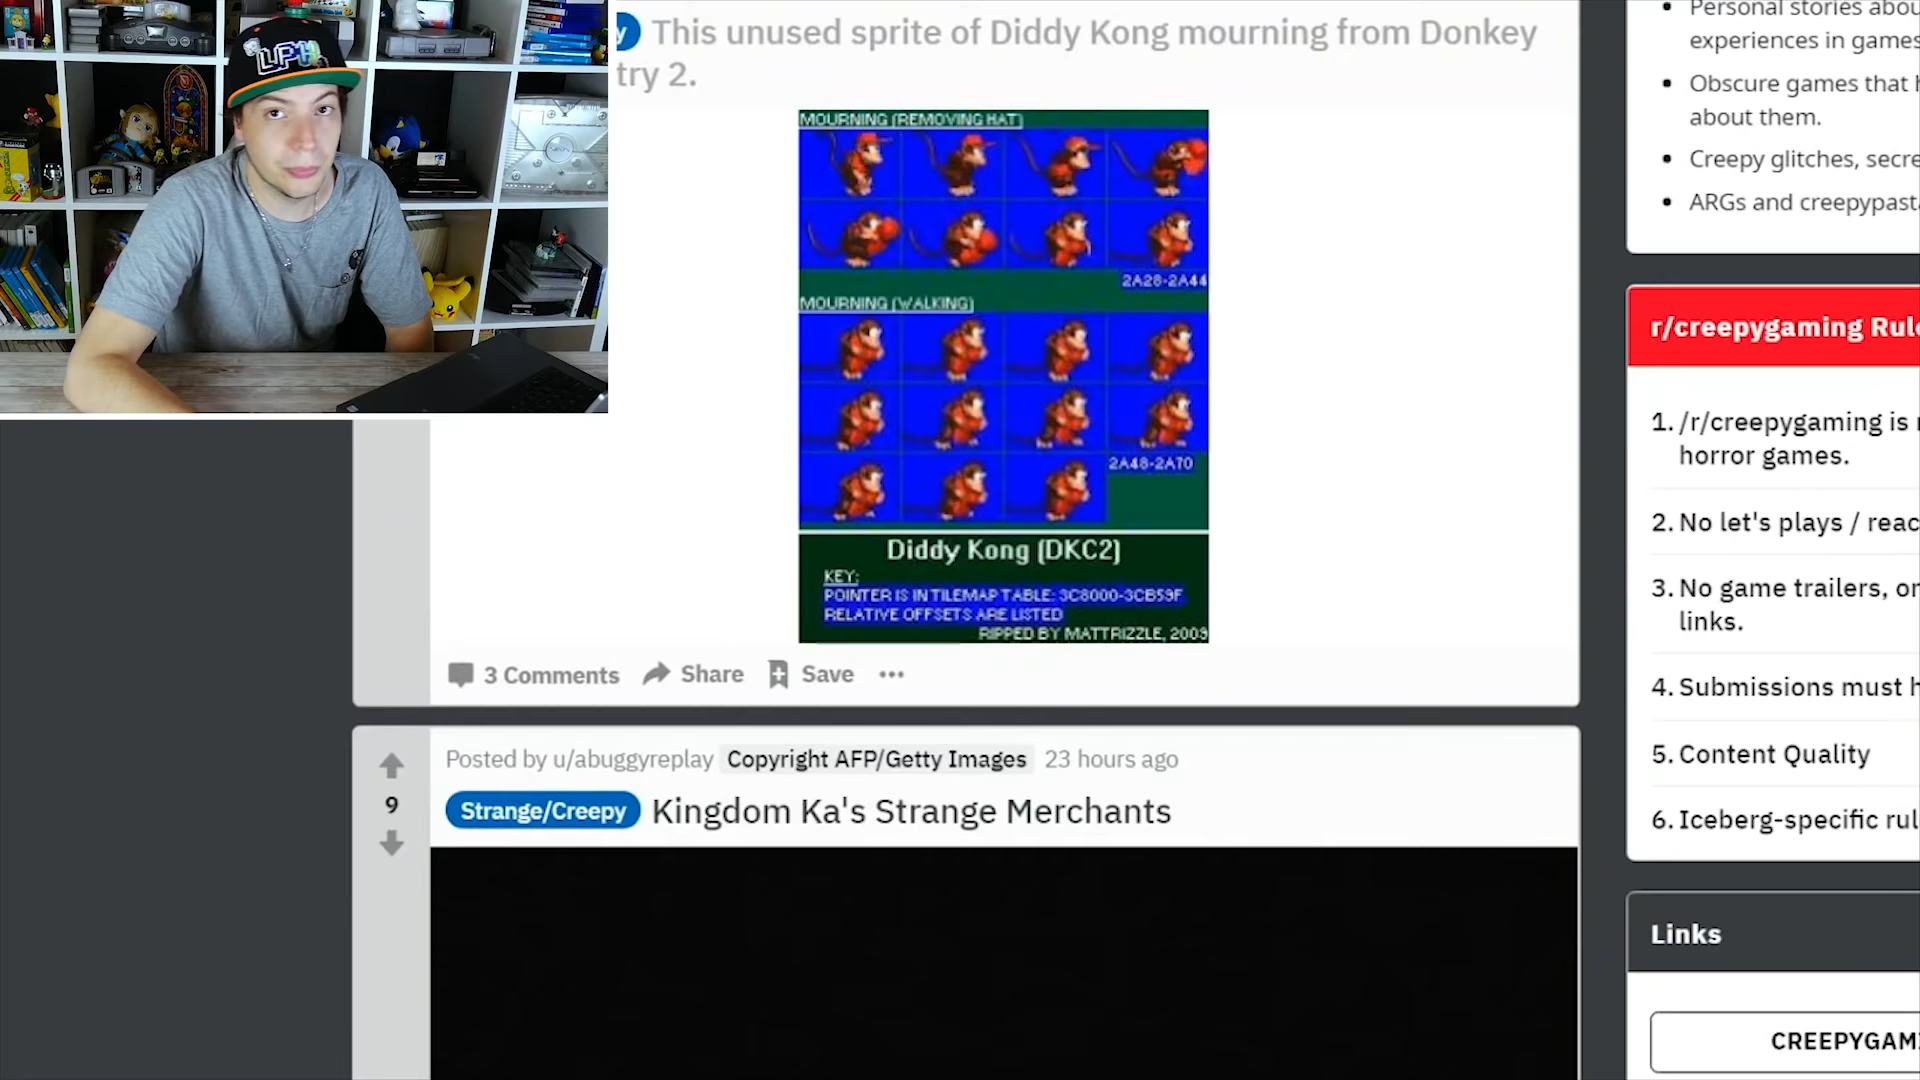 This unused sprite of Diddy Kong mourning from Donkey
try 2.
MOURNING (REMOVING HAT)
2A28-2A44
MOURNING (WALKING)
2A48-2A70
Diddy Kong (DKC2)
KEY:
POINTER IS IN TILEMAP TABLE: 3C8000-3CB59F
RELATIVE OFFSETS ARE LISTED
RIPPED BY MATTRIZZLE, 2009
3 Comments Share Save
Posted by u/abuggyreplay Copyright AFP/Getty Images 23 hours ago
9
Strange/Creepy Kingdom Ka's Strange Merchants
Personal stories abou
experiences in games
Obscure games that h
about them.
Creepy glitches, secre
ARGs and creepypast
r/creepygaming Rule
1. /r/creepygaming is
horror games.
2. No let's plays / reac
3. No game trailers, or
links.
4. Submissions must h
5. Content Quality
6. Iceberg-specific rul
Links
CREEPYGAM